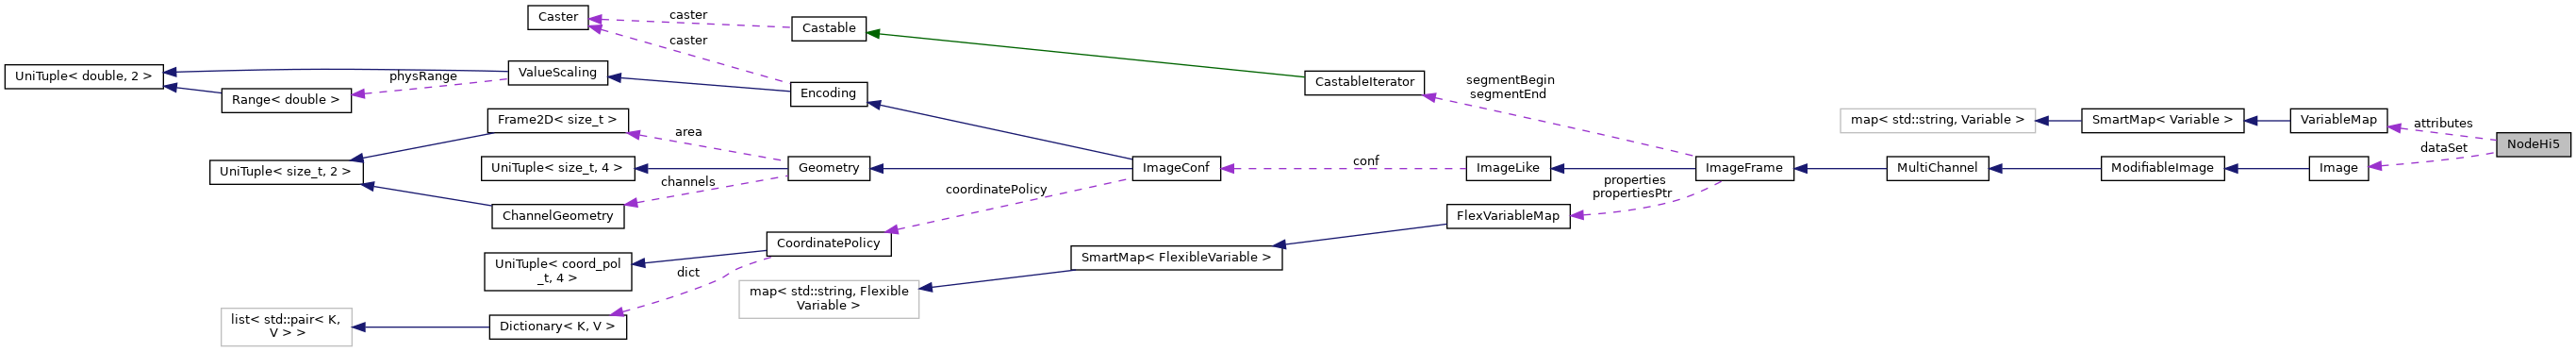 Caster
caster
Castable
caster
UniTuple< double, 2 >
physRange
ValueScaling
Range< double >
Encoding
CastableIterator
segmentBegin
segmentEnd
map< std::string, Variable >
SmartMap< Variable >
VariableMap
attributes
NodeHi5
dataSet
Frame2D< size_t >
area
UniTuple< size_t, 2 >
UniTuple< size_t, 4 >
Geometry
channels
ChannelGeometry
ImageConf
conf
ImageLike
ImageFrame
MultiChannel
ModifiableImage
Image
coordinatePolicy
properties
propertiesPtr
FlexVariableMap
CoordinatePolicy
UniTuple< coord_pol
_t, 4 >
dict
SmartMap< FlexibleVariable >
map< std::string, Flexible
Variable >
list< std::pair< K,
V > >
Dictionary< K, V >